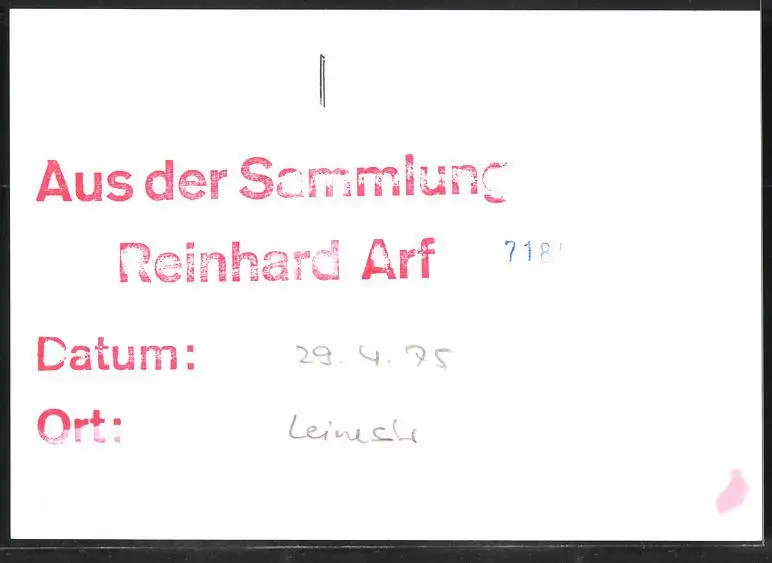 Aus der Sammlung
Reinhard Arf
Datum: 29.4.75
Ort: Leinestr